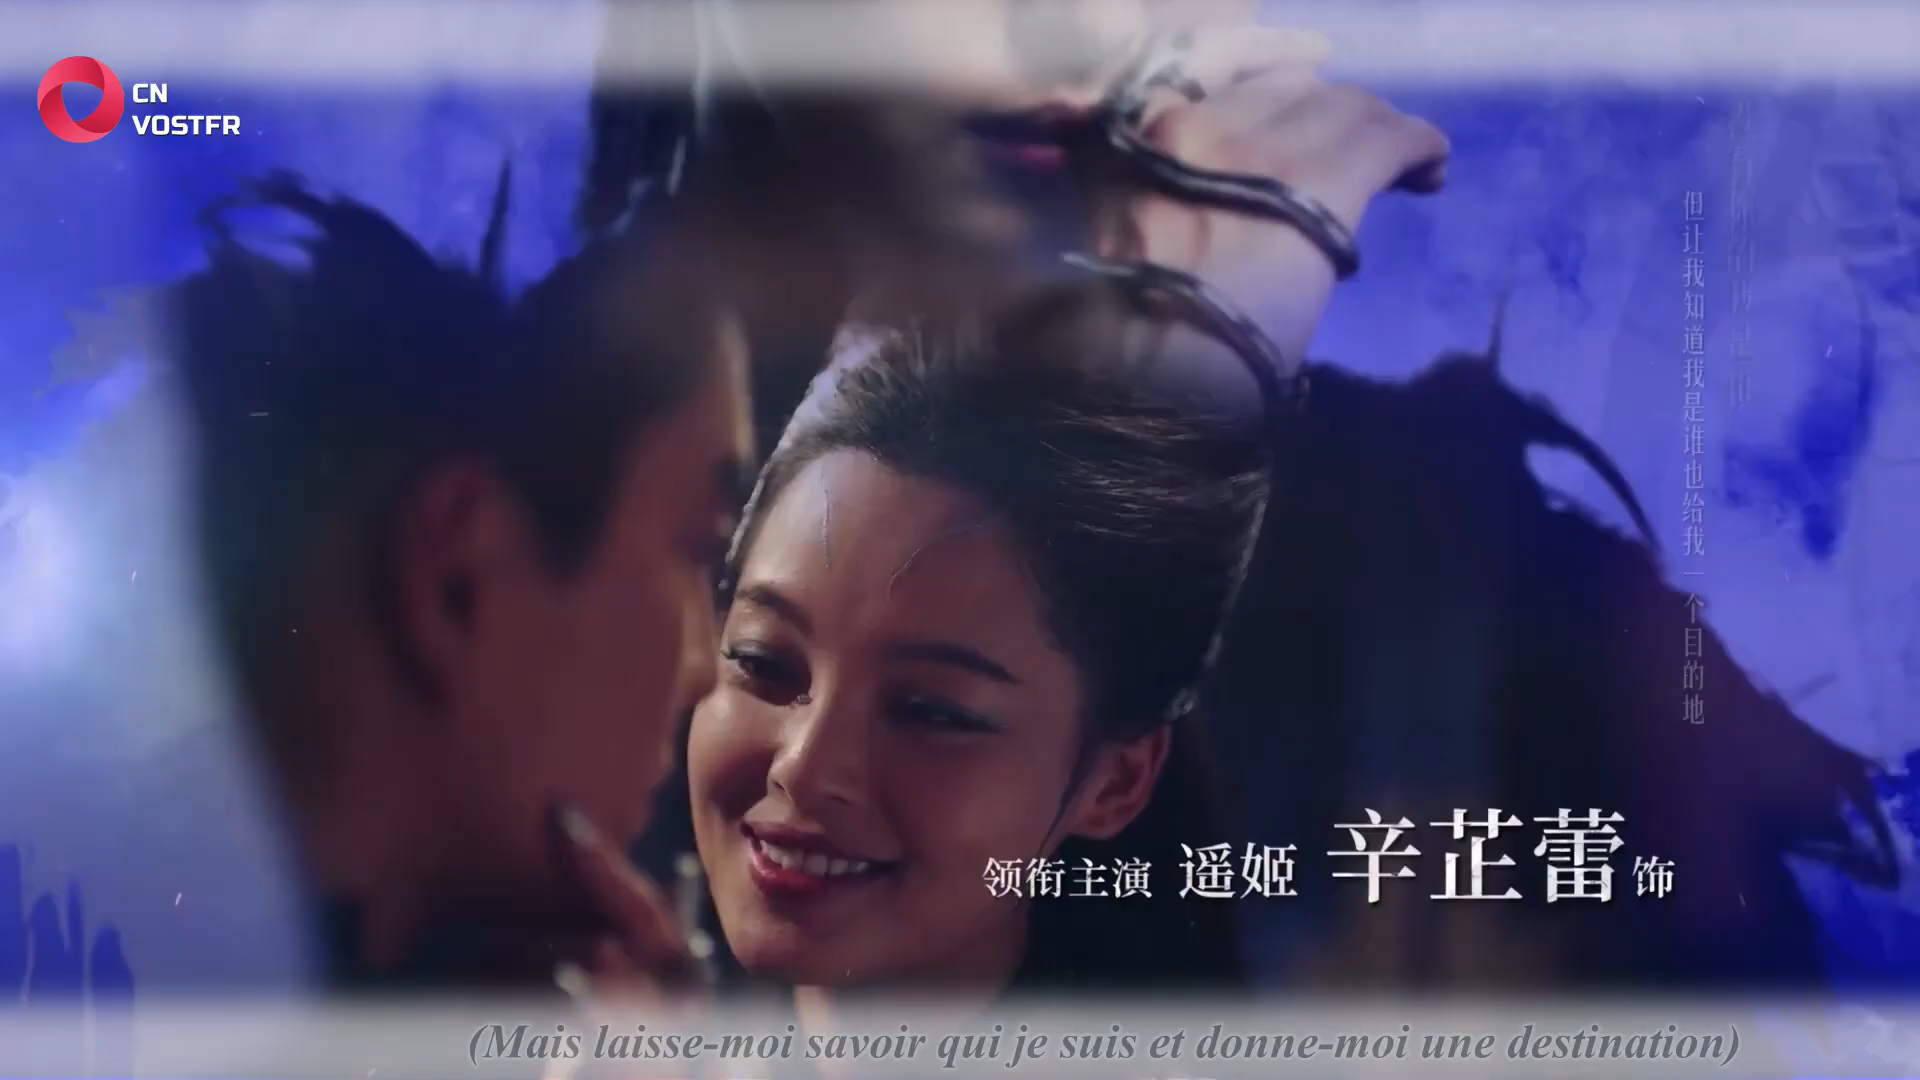 CN
VOSTFR
但让我知道我是谁也给我一个目的地
领衔主演 遥姬 辛芷蕾 饰
(Mais laisse-moi savoir qui je suis et donne-moi une destination)